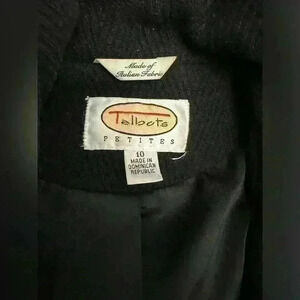 Made of
Italian Fabric
Talbots
PETITES
10
MADE IN
DOMINICAN
REPUBLIC